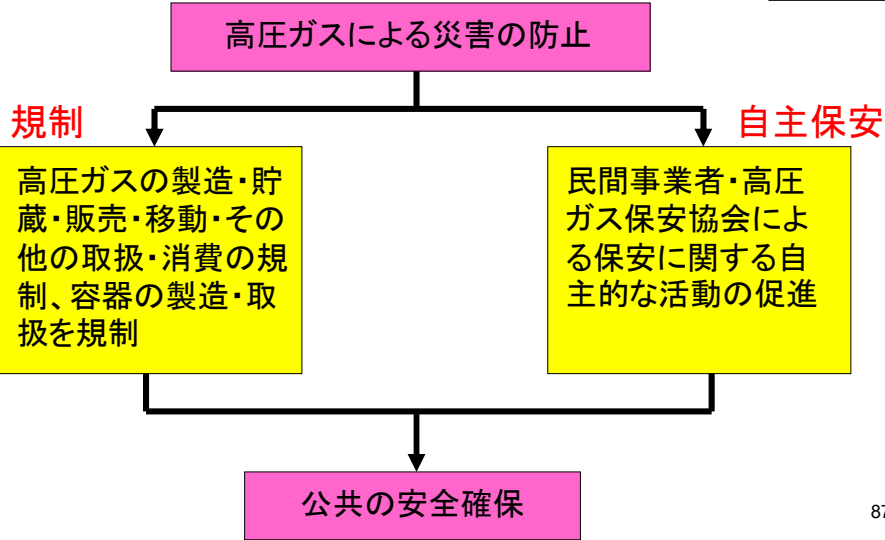 高圧ガスによる災害の防止
規制
自主保安
高圧ガスの製造・貯
蔵・販売・移動・その
他の取扱・消費の規
制、容器の製造・取
扱を規制
民間事業者・高圧
ガス保安協会によ
る保安に関する自
主的な活動の促進
公共の安全確保
87